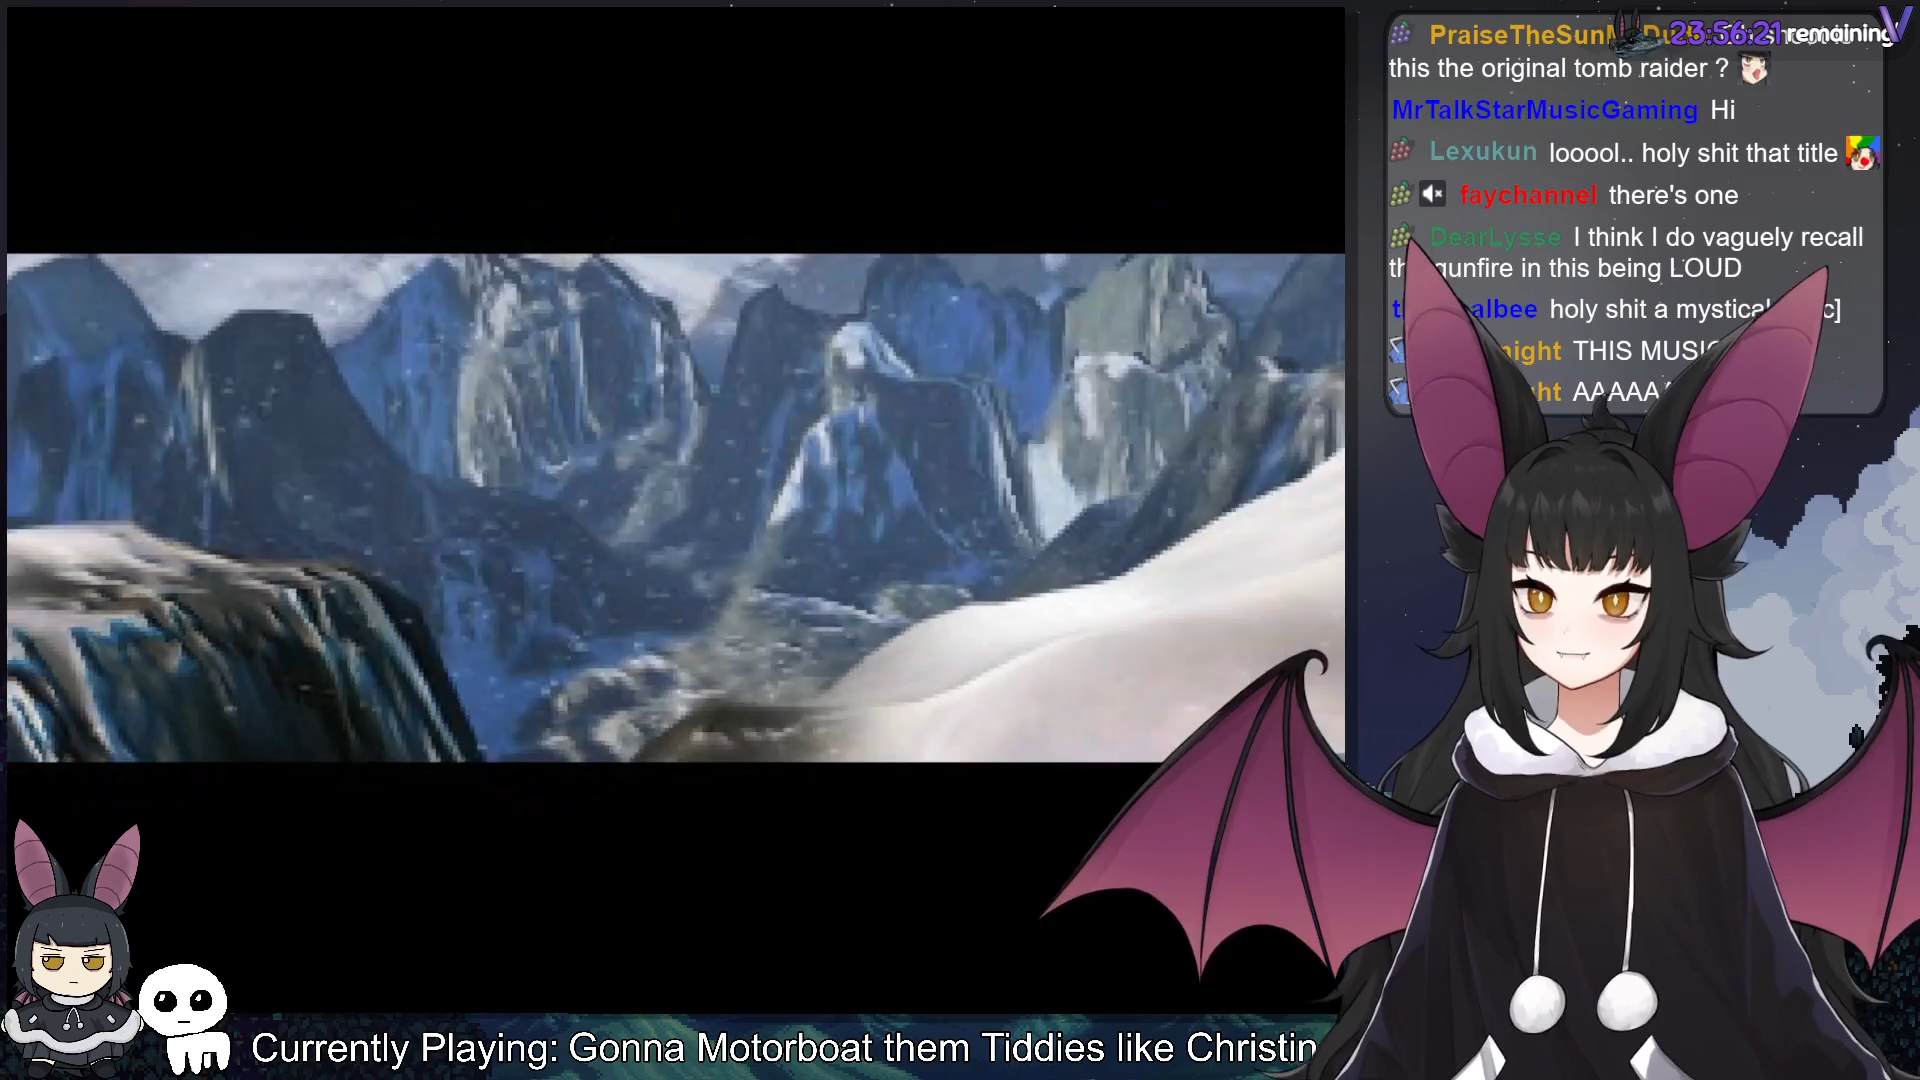 PraiseTheSun
23:56:21 remaining
this the original tomb raider ?
MrTalkStarMusicGaming Hi
Lexukun looool.. holy shit that title
faychannel there's one
DearLysse I think I do vaguely recall
gunfire in this being LOUD
albee holy shit a mystical c]
night THIS MUSIC
ht AAAAA
Currently Playing: Gonna Motorboat them Tiddies like Christin